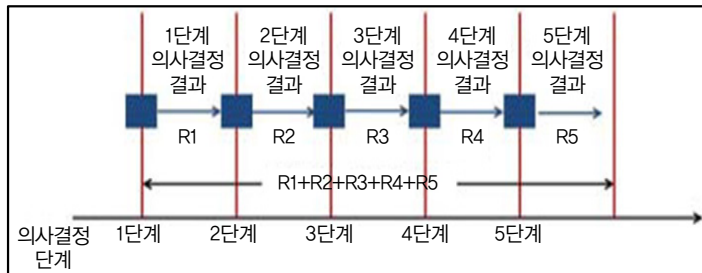 1단계 2단계 3단계 4단계 5단계
의사결정 의사결정 의사결정 의사결정 의사결정
결과 결과 결과 결과 결과
R1 R2 R3 R4 R5
R1+R2+R3+R4+R5
의사결정 1단계 2단계 3단계 4단계 5단계
단계